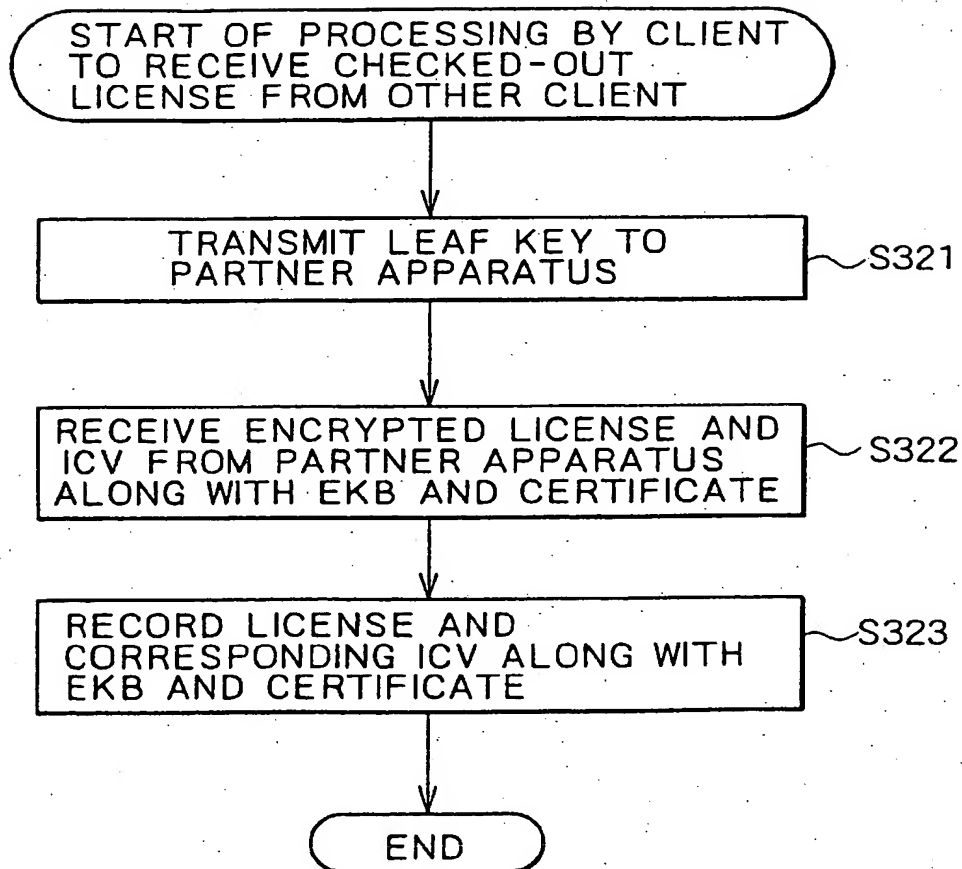 START OF PROCESSING BY CLIENT
TO RECEIVE CHECKED-OUT
LICENSE FROM OTHER CLIENT
TRANSMIT LEAF KEY TO
PARTNER APPARATUS
S321
RECEIVE ENCRYPTED LICENSE AND
ICV FROM PARTNER APPARATUS
ALONG WITH EKB AND CERTIFICATE
S322
RECORD LICENSE AND
CORRESPONDING ICV ALONG WITH
EKB AND CERTIFICATE
S323
END